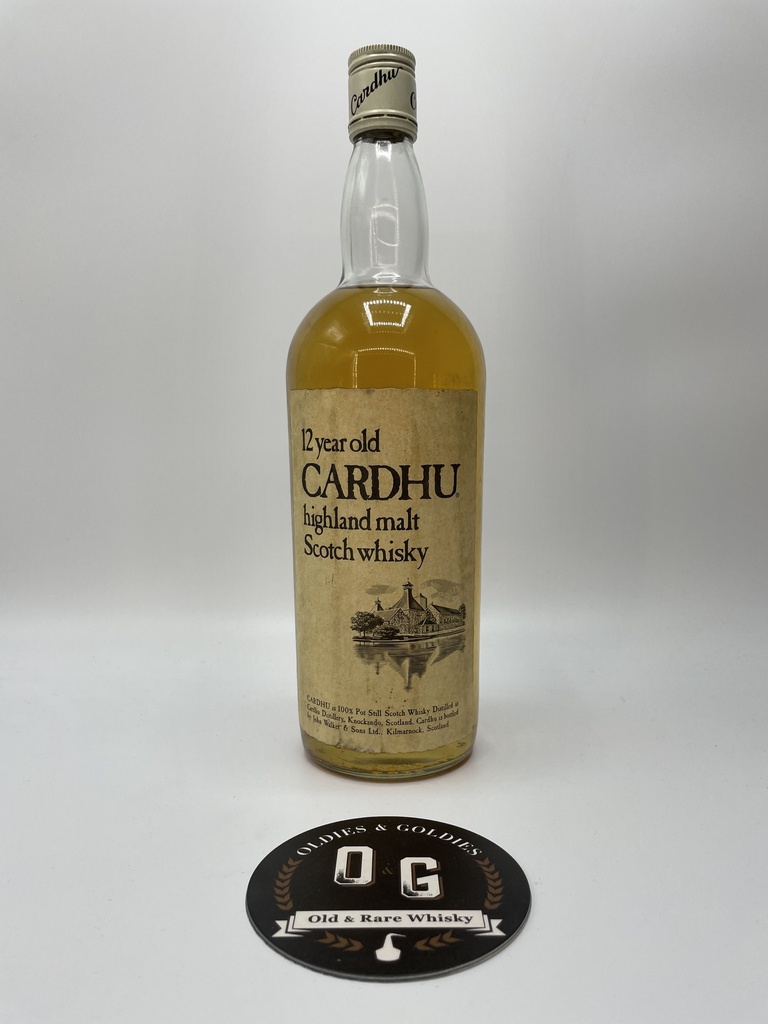 Cardhu
12 year old
CARDHU
highland malt
Scotch whisky
CARDHU is 100% Pot Still Scotch Whisky Distilled at
Cardhu Distillery, Knockando, Scotland. Cardhu is bottled
by John Walker & Sons Ltd., Kilmarnock, Scotland
OLDIES & GOLDIES
O & G
Old & Rare Whisky